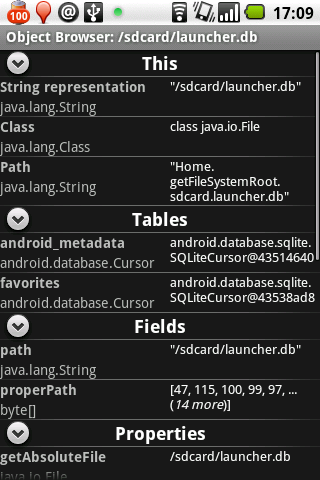 100
17:09
Object Browser: /sdcard/launcher.db
This
String representation "/sdcard/launcher.db"
java.lang.String
Class class java.io.File
java.lang.Class
Path "Home.
java.lang.String getFileSystemRoot.
sdcard.launcher.db"
Tables
android_metadata android.database.sqlite.
android.database.Cursor SQLiteCursor@43514640
favorites android.database.sqlite.
android.database.Cursor SQLiteCursor@43538ad8
Fields
path "/sdcard/launcher.db"
java.lang.String
properPath [47, 115, 100, 99, 97, ...
byte[] (14 more)]
Properties
getAbsoluteFile /sdcard/launcher.db
java.io.File